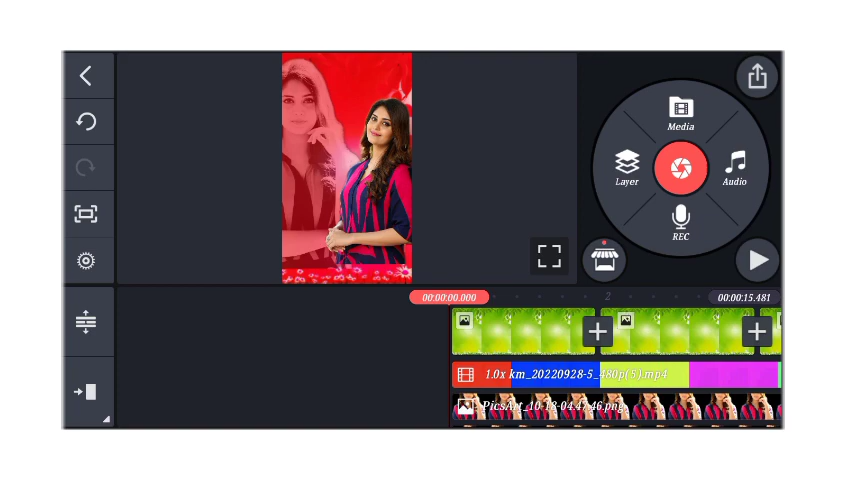 Media
Layer
Audio
REC
00:00:00.000
2
00:00:15.481
1.0x km_20220928-5_480p(5).mp4
PicsArt_10-18-04.47.46.png